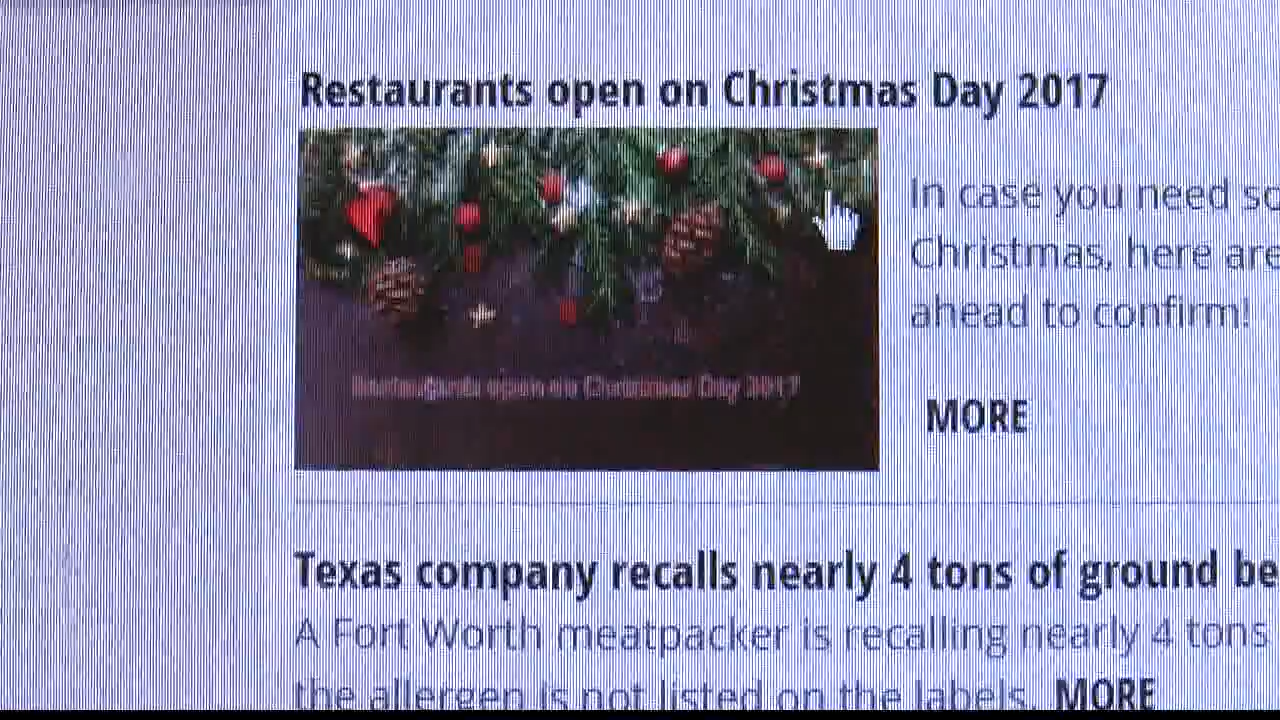 Restaurants open on Christmas Day 2017
In case you need so
Christmas, here are
ahead to confirm!
Restaurants open on Christmas Day 2017
MORE
Texas company recalls nearly 4 tons of ground be
A Fort Worth meatpacker is recalling nearly 4 tons
the allergen is not listed on the labels. MORE